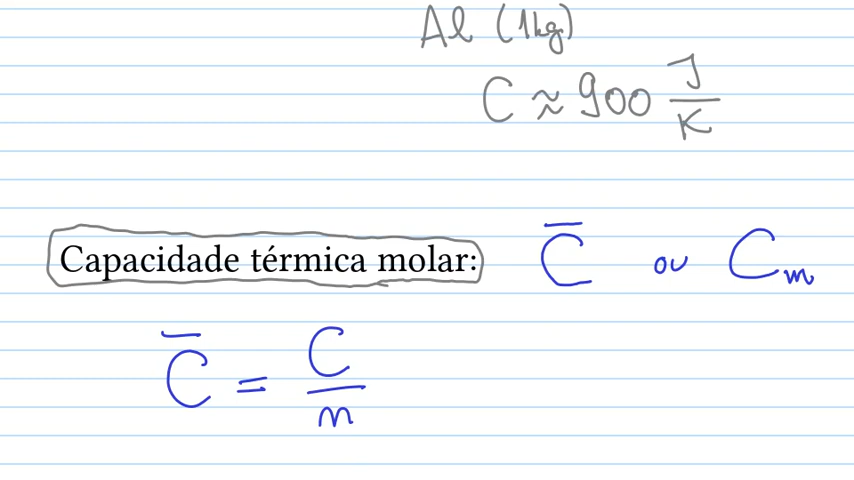 Al (1kg)
C ≈ 900 J/K
Capacidade térmica molar: C̅ ou Cₘ
C̅ = C/n